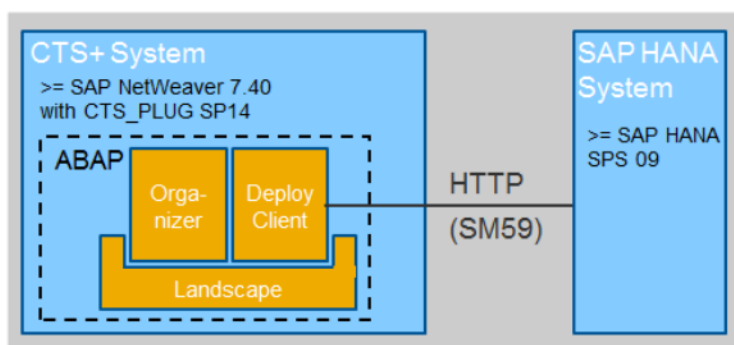 CTS+ System
>= SAP NetWeaver 7.40
with CTS_PLUG SP14
ABAP
Orga-
nizer
Deploy
Client
Landscape
HTTP
(SM59)
SAP HANA
System
>= SAP HANA
SPS 09